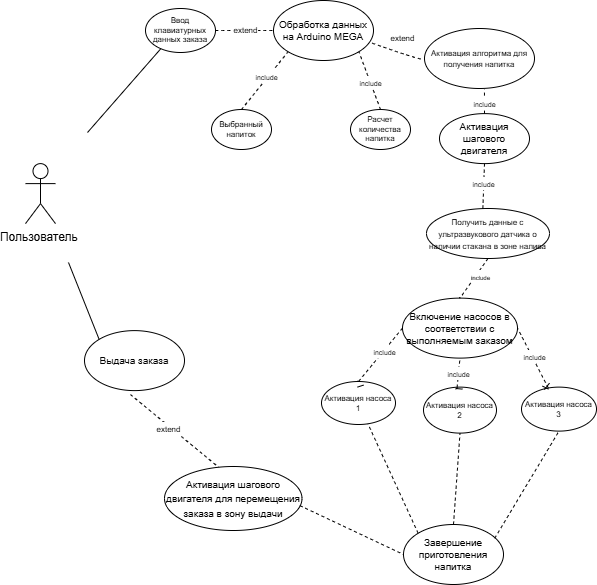 Ввод
клавиатурных
данных заказа
extend
Обработка данных
на Arduino MEGA
extend
Активация алгоритма для
получения напитка
include
include
include
Выбранный
напиток
Расчет
количества
напитка
Активация
шагового
двигателя
include
Пользователь
Получить данные с
ультразвукового датчика о
наличии стакана в зоне налива
include
Включение насосов в
соответствии с
выполняемым заказом
include
include
include
Выдача заказа
Активация насоса
1
Активация насоса
2
Активация насоса
3
extend
Активация шагового
двигателя для перемещения
заказа в зону выдачи
Завершение
приготовления
напитка